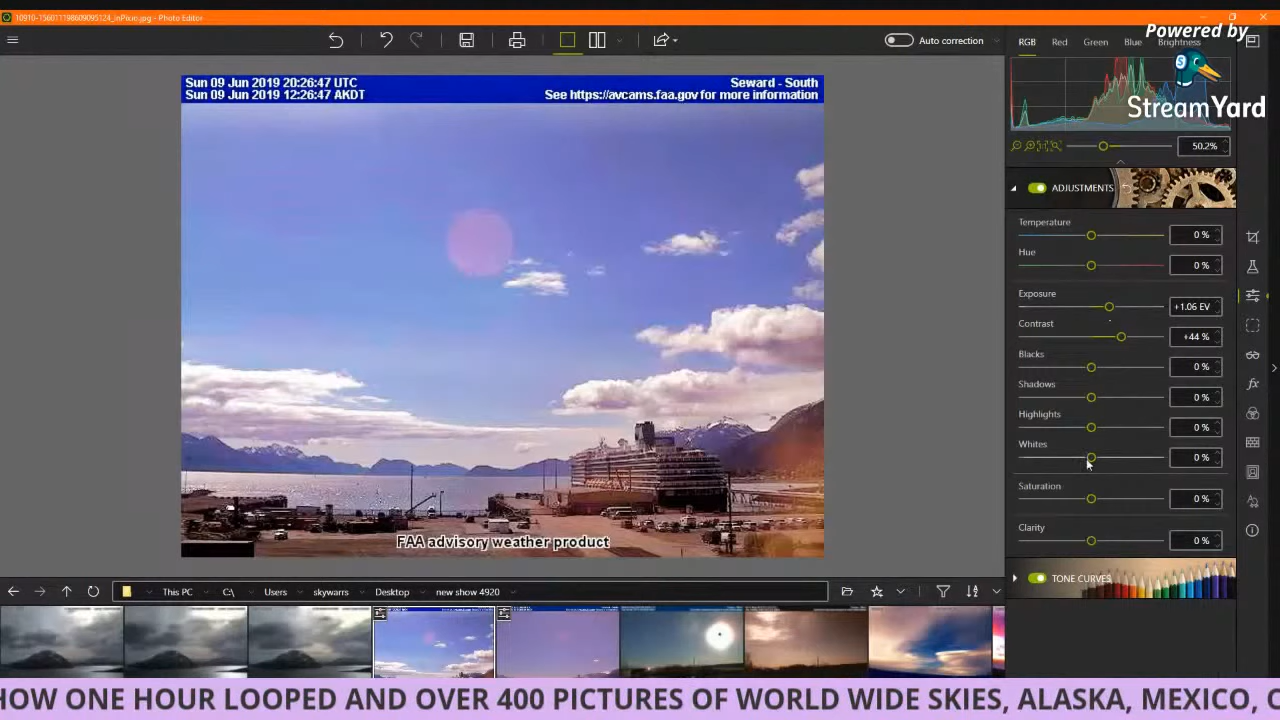 10910-156011198609095124_inPixio.jpg - Photo Editor
Powered by
StreamYard
Auto correction
RGB Red Green Blue Brightness
Sun 09 Jun 2019 20:26:47 UTC Seward - South
Sun 09 Jun 2019 12:26:47 AKDT See https://avcams.faa.gov for more information
50.2%
ADJUSTMENTS
Temperature
0 %
Hue
0 %
Exposure
+1.06 EV
Contrast
+44 %
Blacks
0 %
Shadows
0 %
Highlights
0 %
Whites
0 %
Saturation
0 %
Clarity
0 %
FAA advisory weather product
TONE CURVES
This PC C:\ Users skywarrs Desktop new show 4920
HOW ONE HOUR LOOPED AND OVER 400 PICTURES OF WORLD WIDE SKIES, ALASKA, MEXICO, C